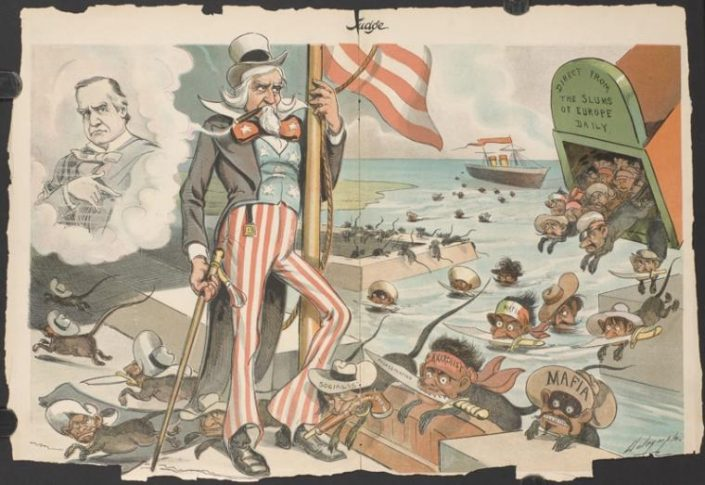 Judge
DIRECT FROM
THE SLUMS
OF EUROPE
DAILY.
SOCIALIST
ANARCHIST
MAFIA